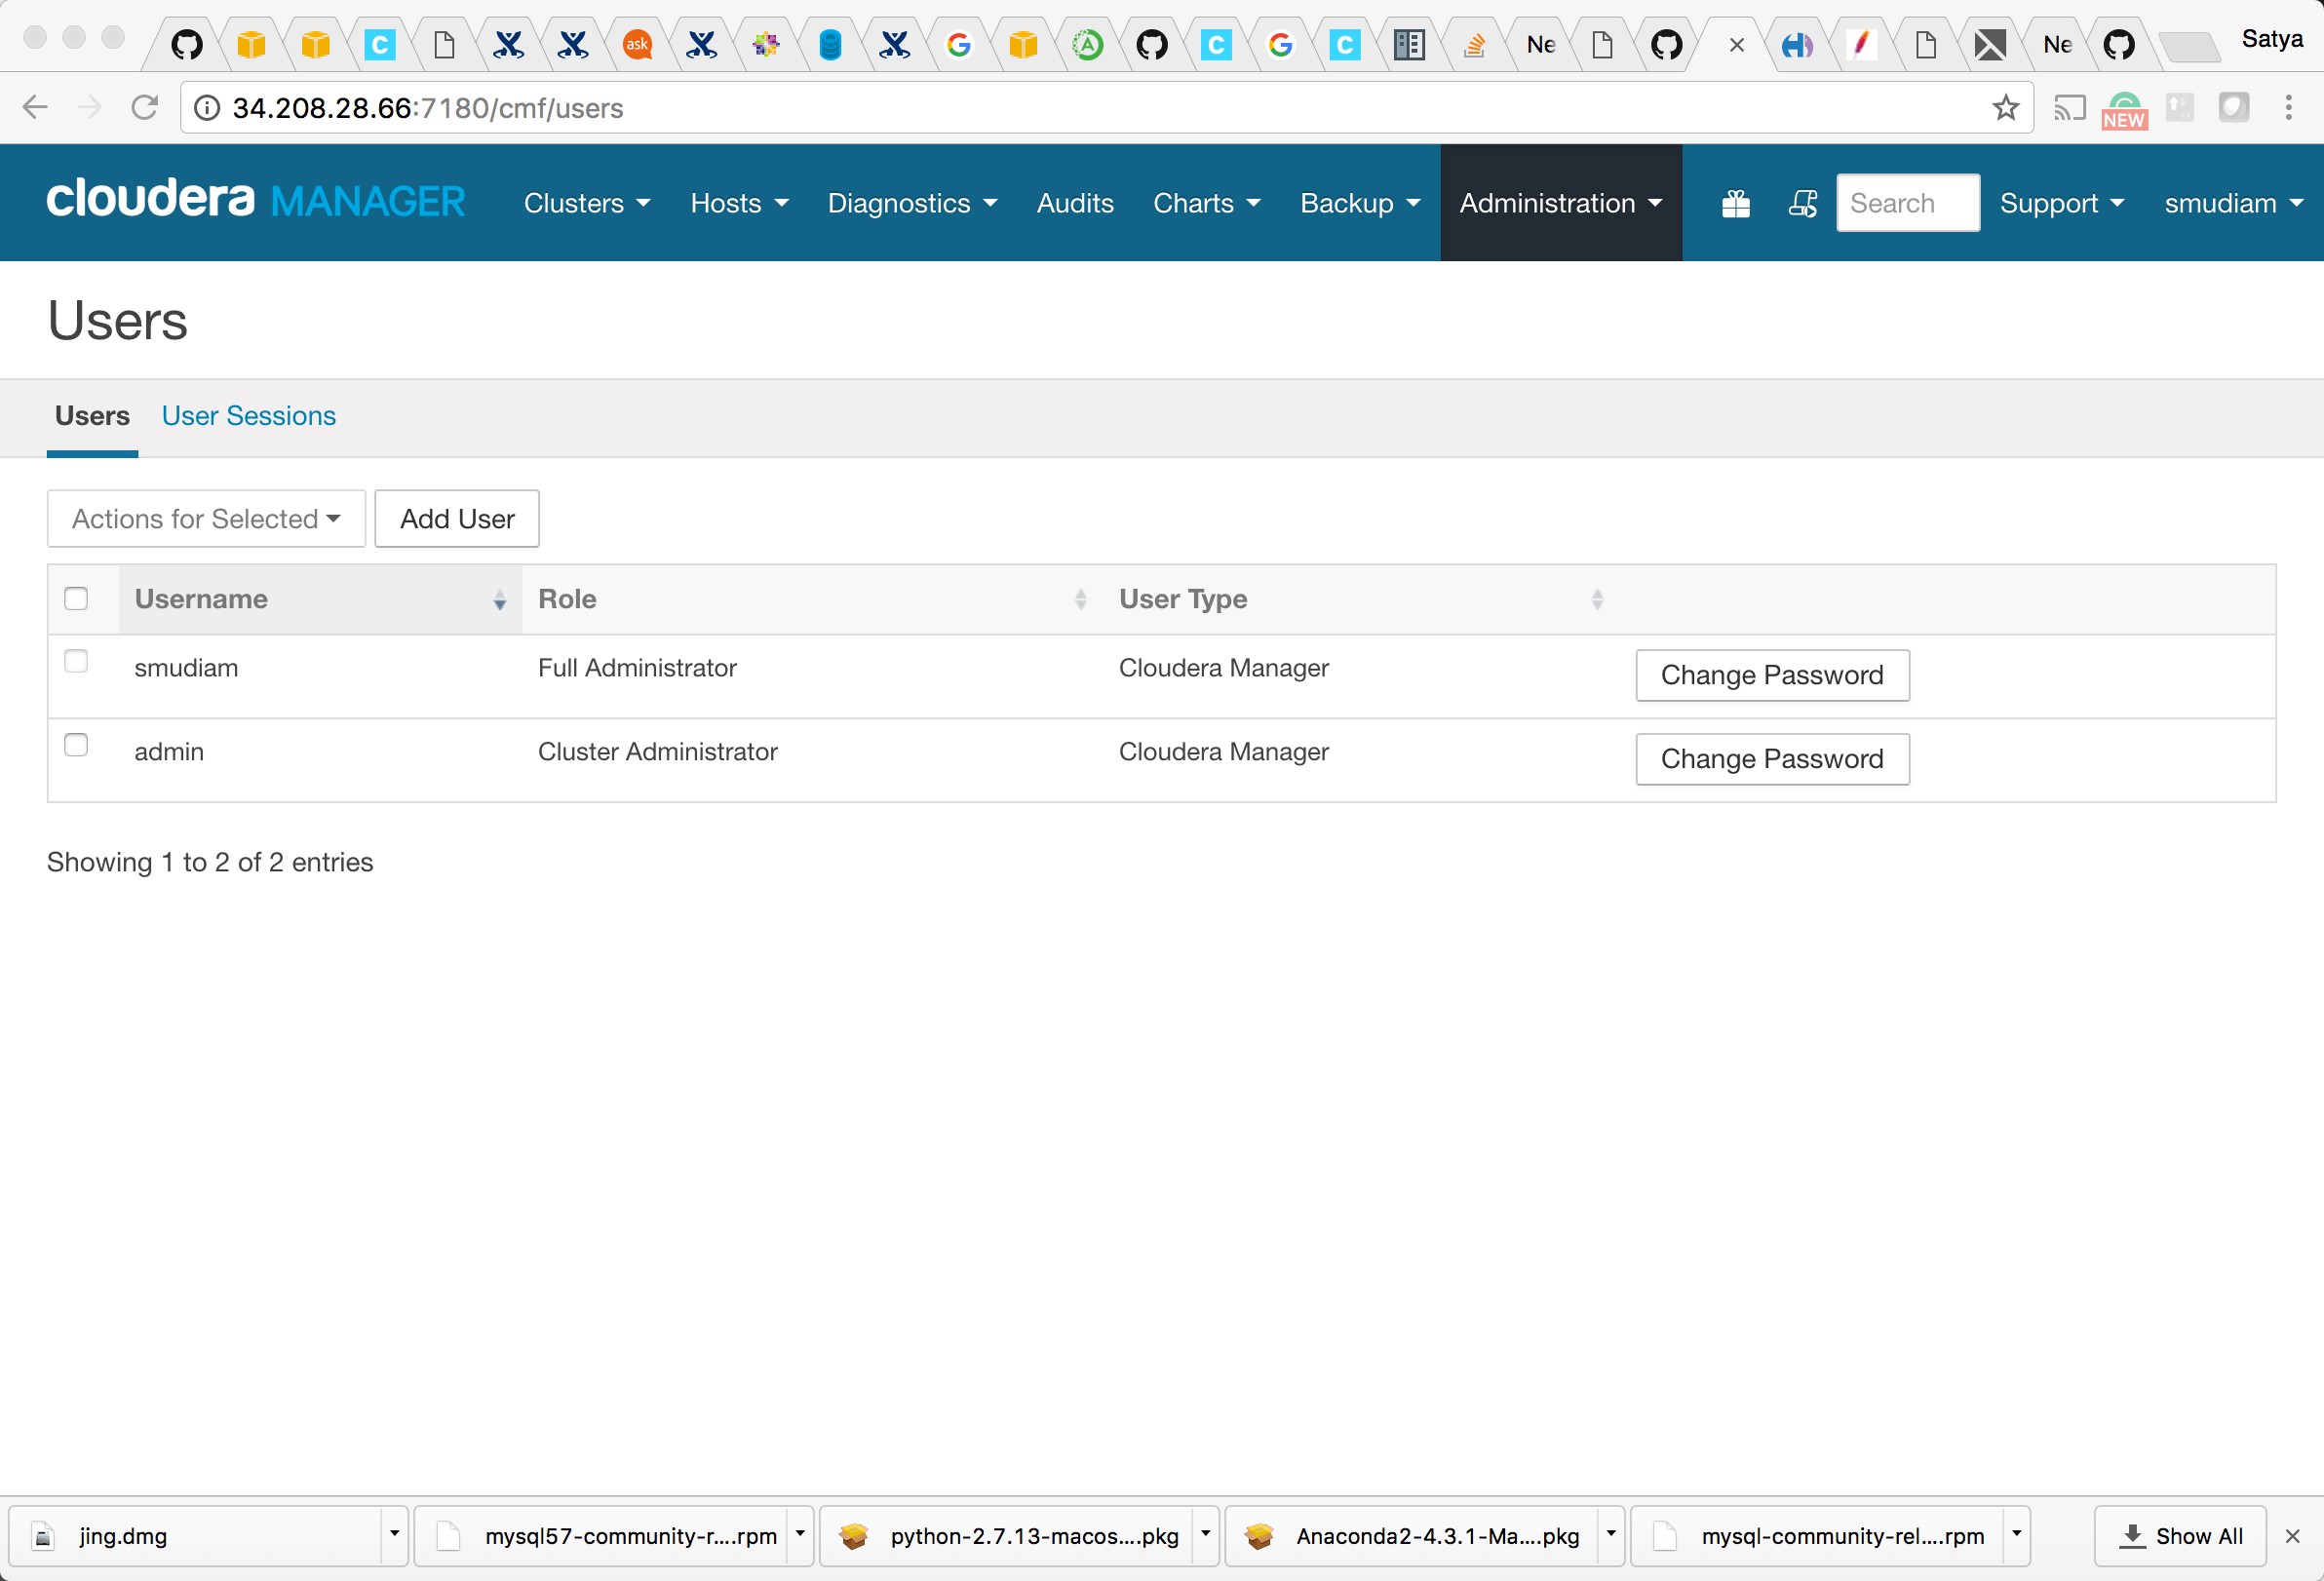 C ask C C Ne Ne Satya
34.208.28.66:7180/cmf/users NEW
cloudera MANAGER Clusters Hosts Diagnostics Audits Charts Backup Administration Search Support smudiam
Users
Users User Sessions
Actions for Selected Add User
Username Role User Type
smudiam Full Administrator Cloudera Manager Change Password
admin Cluster Administrator Cloudera Manager Change Password
Showing 1 to 2 of 2 entries
jing.dmg mysql57-community-r....rpm python-2.7.13-macos....pkg Anaconda2-4.3.1-Ma....pkg mysql-community-rel....rpm Show All